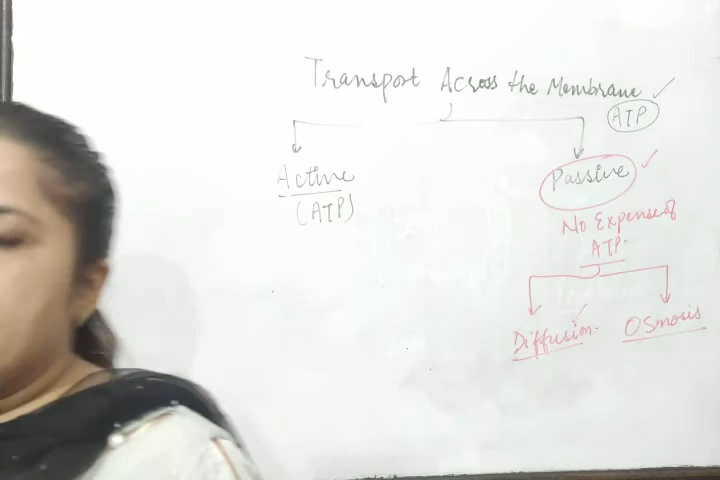 Transport Across the Membrane
ATP
Active
(ATP)
Passive
No Expense of
ATP.
Diffusion.
Osmosis